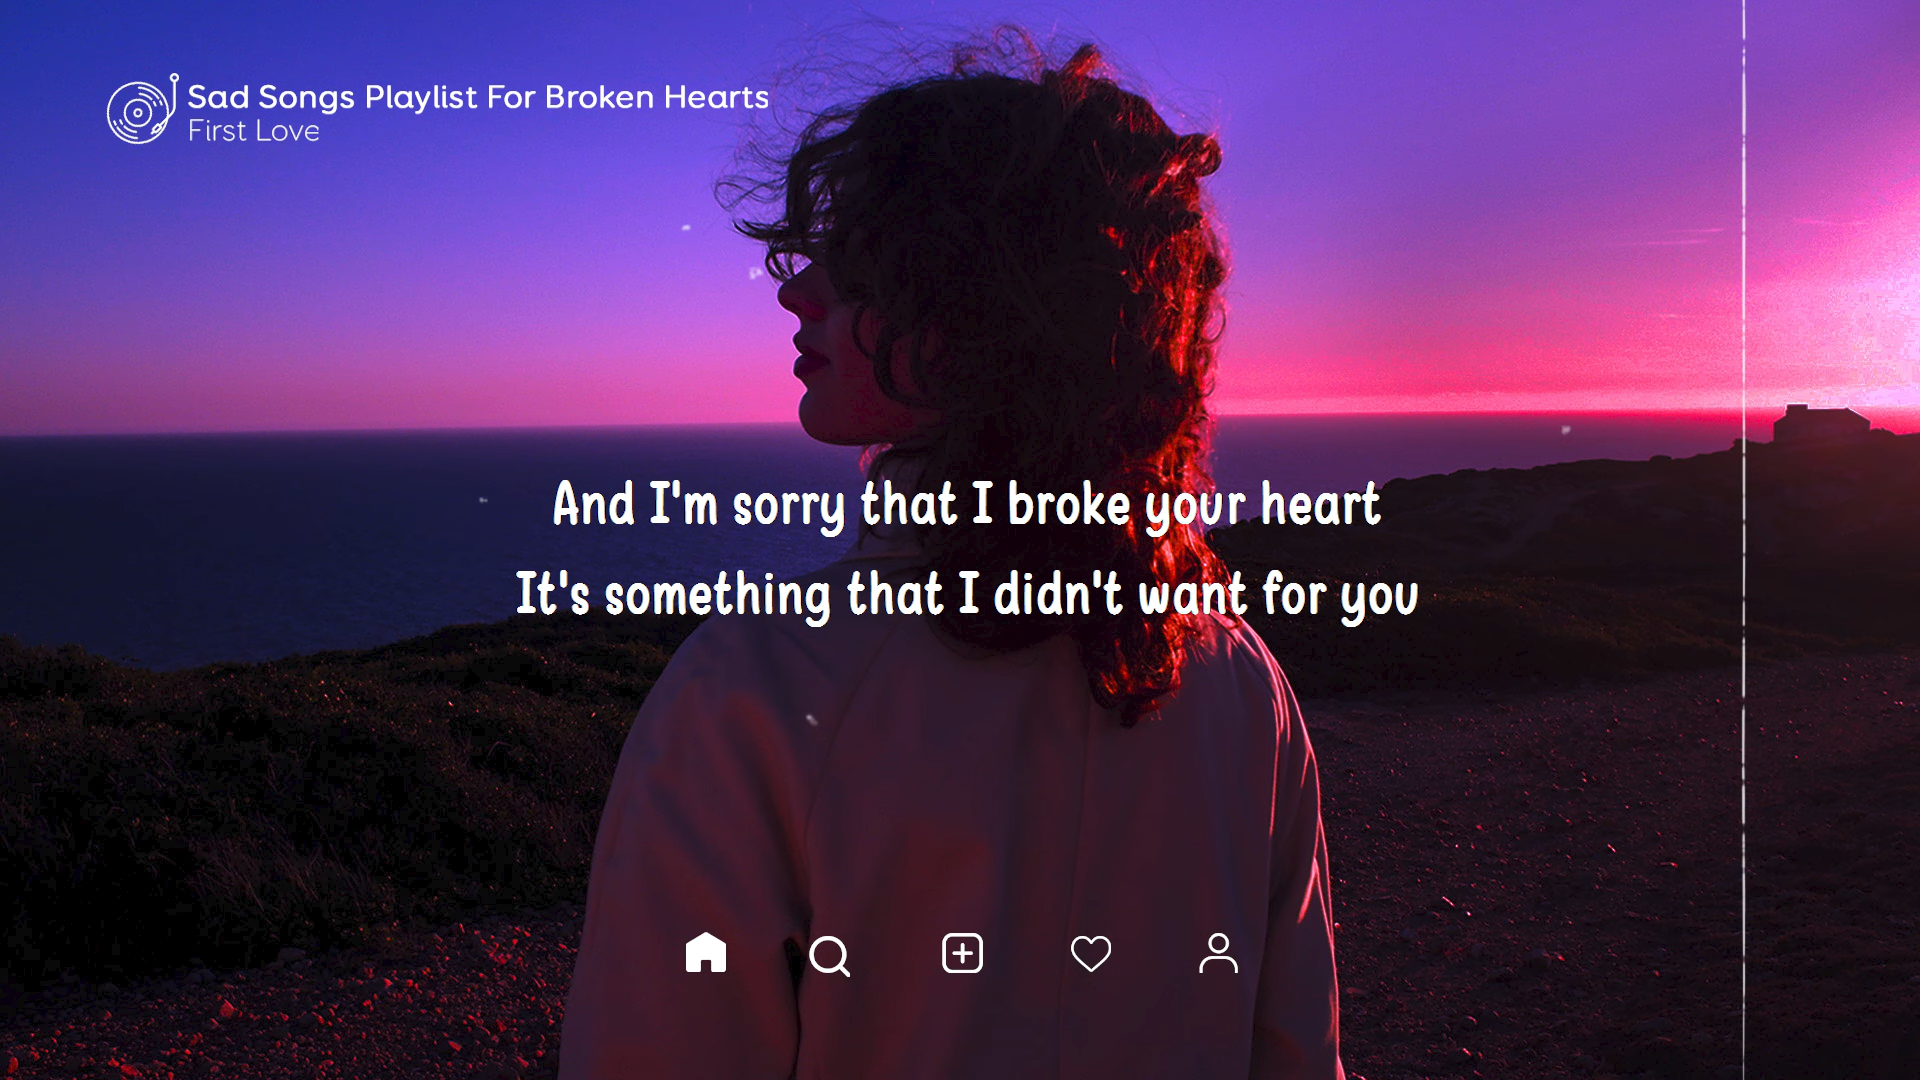 Sad Songs Playlist For Broken Hearts
First Love
And I'm sorry that I broke your heart
It's something that I didn't want for you